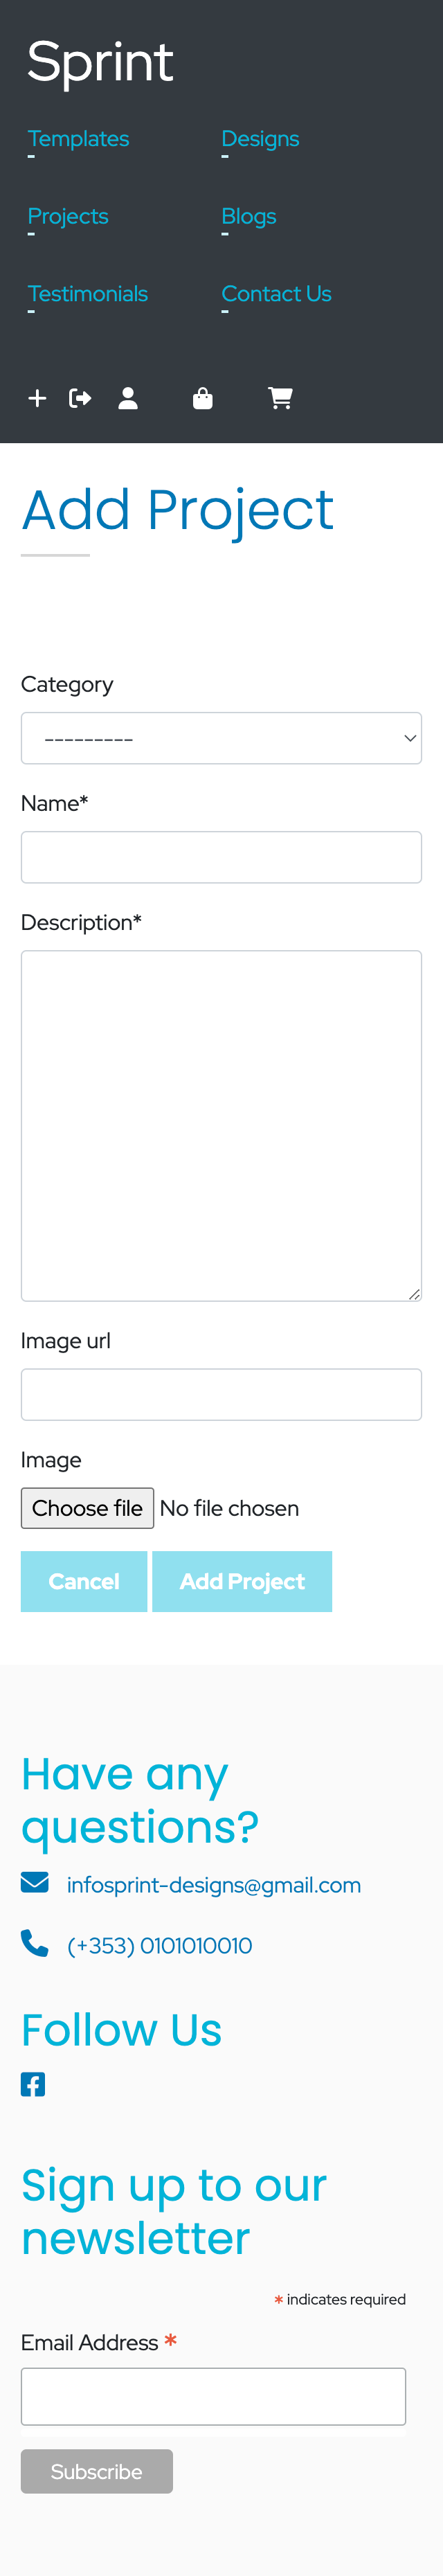 Sprint
Templates
Designs
Projects
Blogs
Testimonials
Contact Us
Add Project
Category
---------
Name*
Description*
Image url
Image
Choose file No file chosen
Cancel
Add Project
Have any
questions?
infosprint-designs@gmail.com
(+353) 0101010010
Follow Us
Sign up to our
newsletter
* indicates required
Email Address *
Subscribe